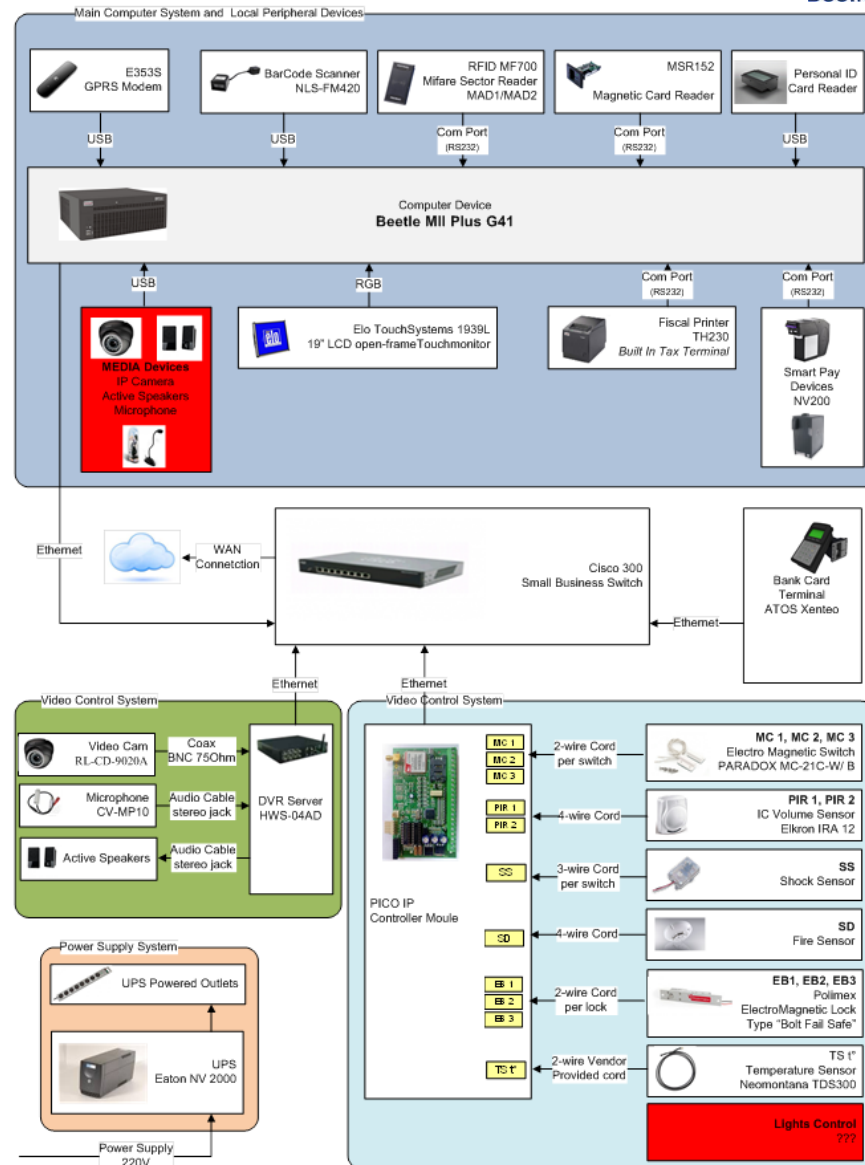 Main Computer System and Local Peripheral Devices
E353S
GPRS Modem
BarCode Scanner
NLS-FM420
RFID MF700
Mifare Sector Reader
MAD1/MAD2
MSR152
Magnetic Card Reader
Personal ID
Card Reader
USB
USB
Com Port
(RS232)
Com Port
(RS232)
USB
Computer Device
Beetle MII Plus G41
USB
RGB
Com Port
(RS232)
Com Port
(RS232)
MEDIA Devices
IP Camera
Active Speakers
Microphone
elo
Elo TouchSystems 1939L
19" LCD open-frameTouchmonitor
Fiscal Printer
TH230
Built In Tax Terminal
Smart Pay
Devices
NV200
Ethernet
WAN
Connetction
Cisco 300
Small Business Switch
Bank Card
Terminal
ATOS Xenteo
Ethernet
Ethernet
Ethernet
Video Control System
Video Cam
RL-CD-9020A
Coax
BNC 75Ohm
Microphone
CV-MP10
Audio Cable
stereo jack
DVR Server
HWS-04AD
Active Speakers
Audio Cable
stereo jack
Video Control System
PICO IP
Controller Moule
MC 1
MC 2
MC 3
2-wire Cord
per switch
MC 1, MC 2, MC 3
Electro Magnetic Switch
PARADOX MC-21C-W/ B
PIR 1
PIR 2
4-wire Cord
PIR 1, PIR 2
IC Volume Sensor
Elkron IRA 12
SS
3-wire Cord
per switch
SS
Shock Sensor
SD
4-wire Cord
SD
Fire Sensor
EB 1
EB 2
EB 3
2-wire Cord
per lock
EB1, EB2, EB3
Polimex
ElectroMagnetic Lock
Type "Bolt Fail Safe"
TS t°
2-wire Vendor
Provided cord
TS t°
Temperature Sensor
Neomontana TDS300
Lights Control
???
Power Supply System
UPS Powered Outlets
UPS
Eaton NV 2000
Power Supply
220V